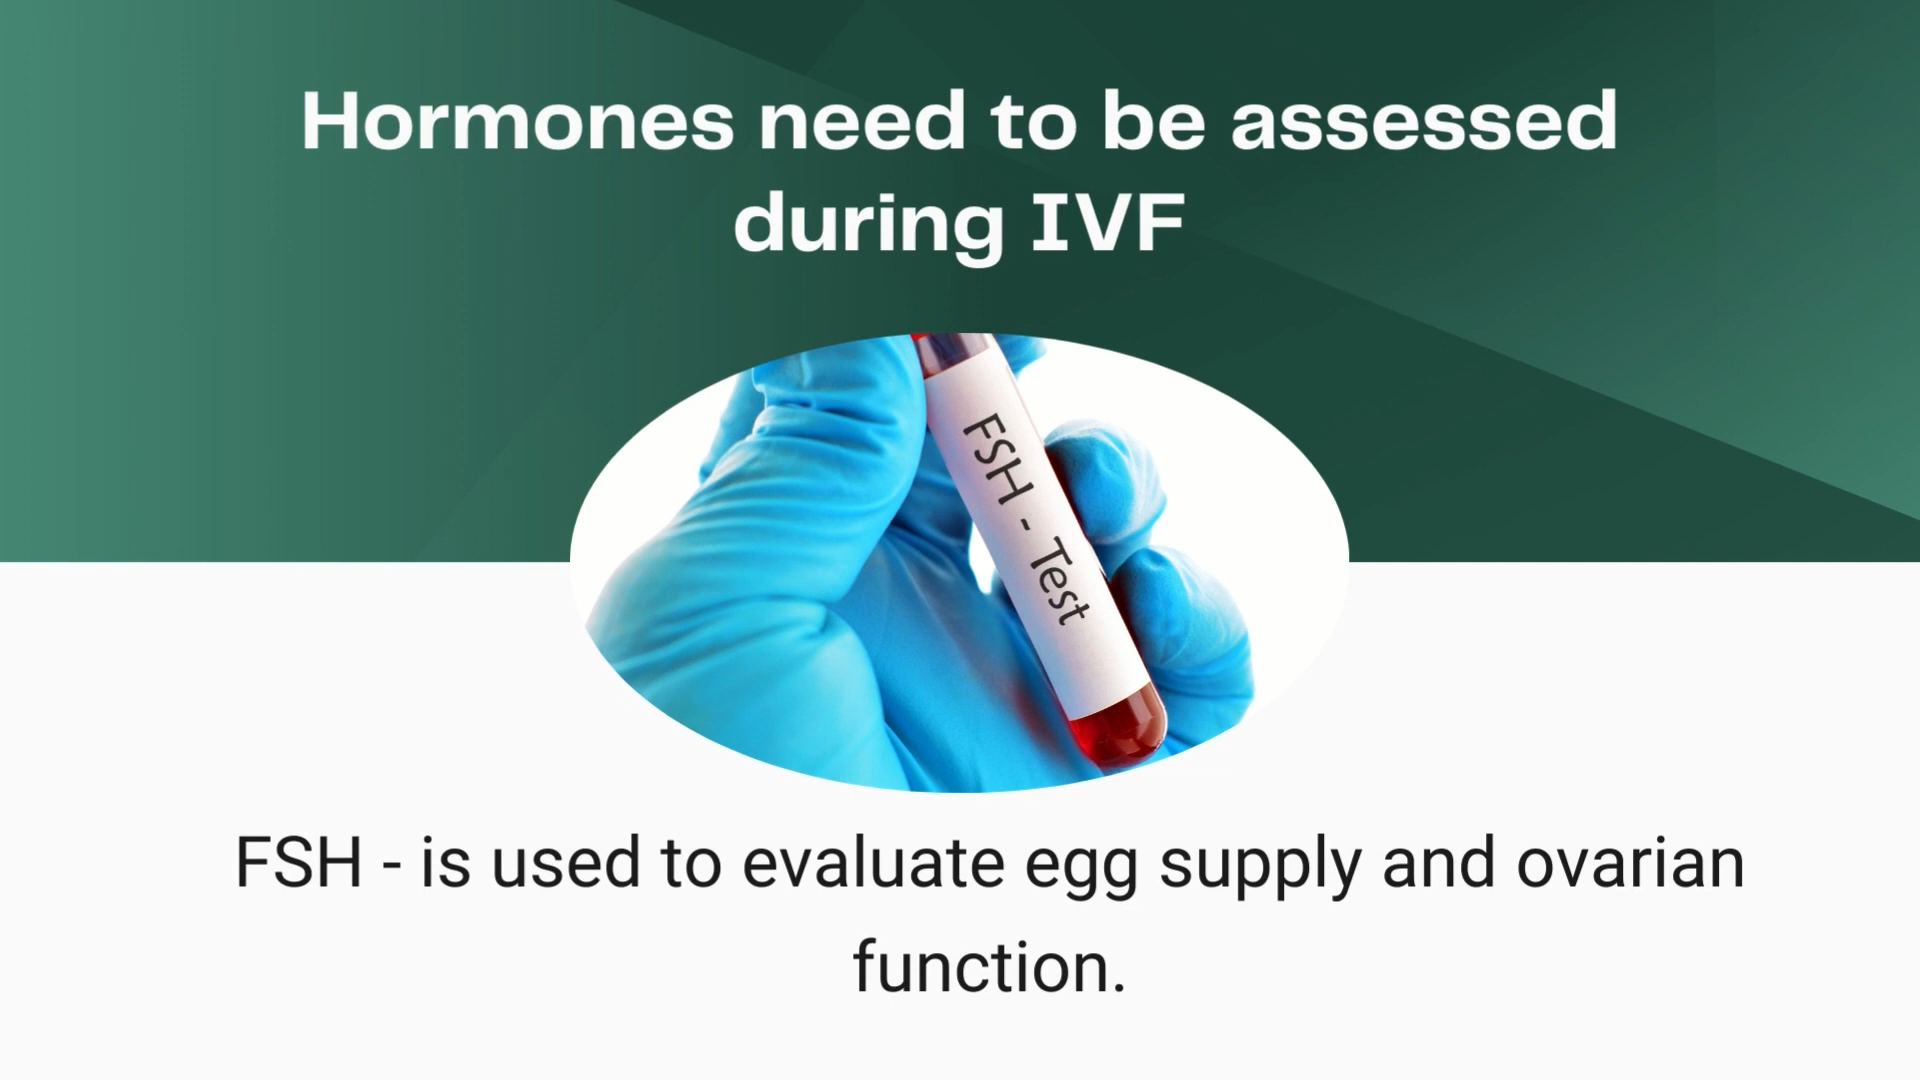 Hormones need to be assessed
during IVF
FSH - Test
FSH - is used to evaluate egg supply and ovarian
function.